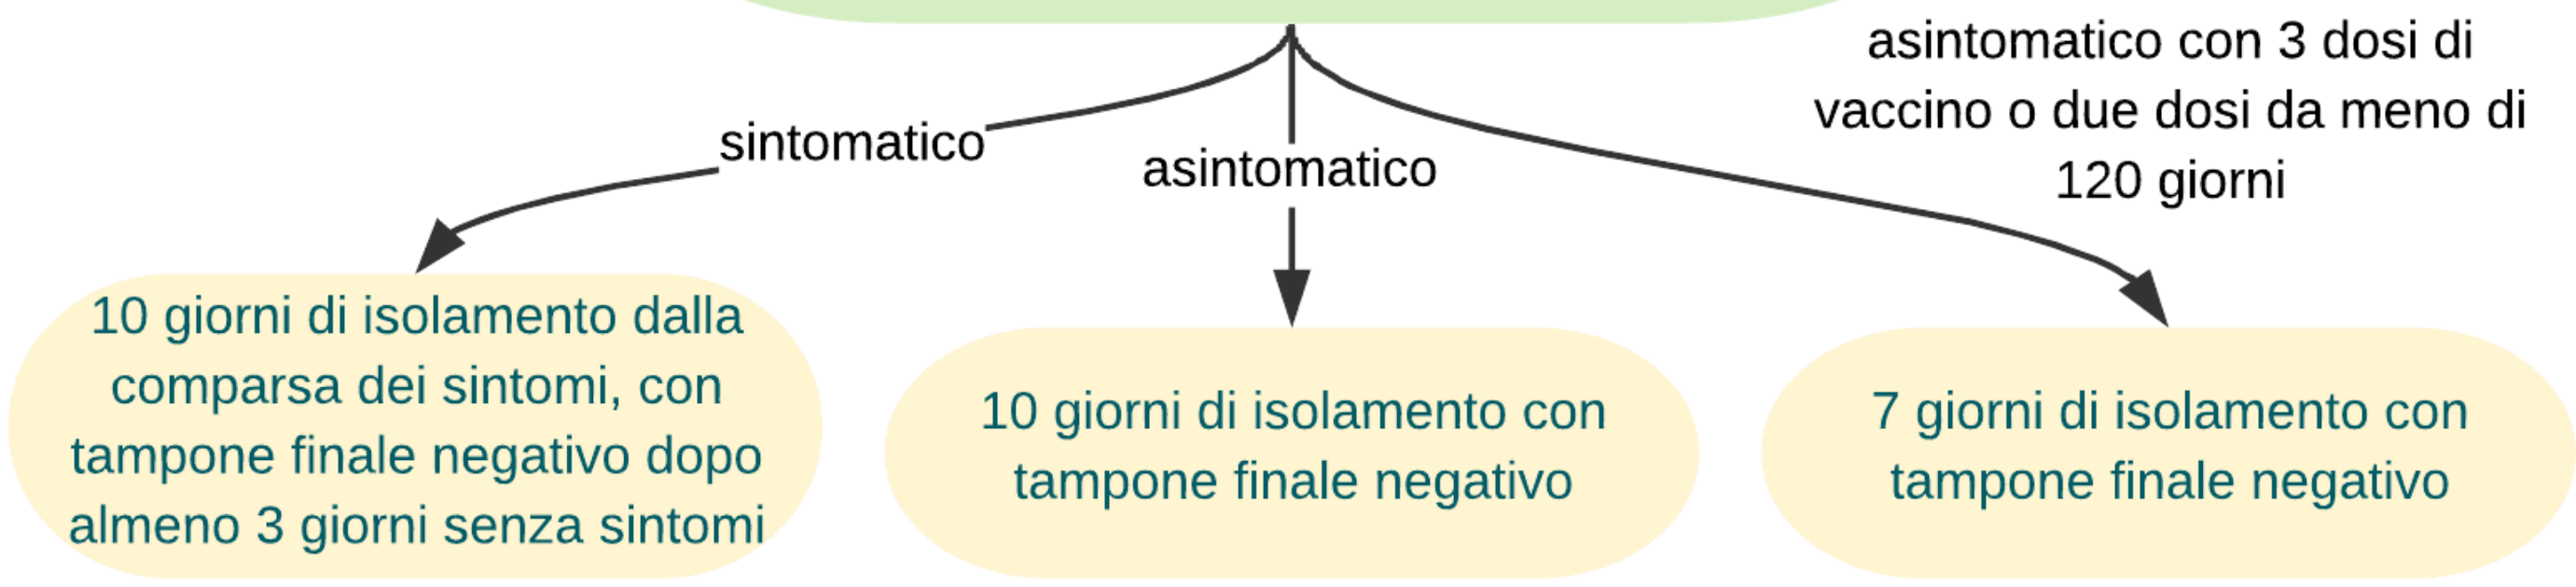 asintomatico con 3 dosi di
vaccino o due dosi da meno di
120 giorni
sintomatico
asintomatico
10 giorni di isolamento dalla
comparsa dei sintomi, con
tampone finale negativo dopo
almeno 3 giorni senza sintomi
10 giorni di isolamento con
tampone finale negativo
7 giorni di isolamento con
tampone finale negativo